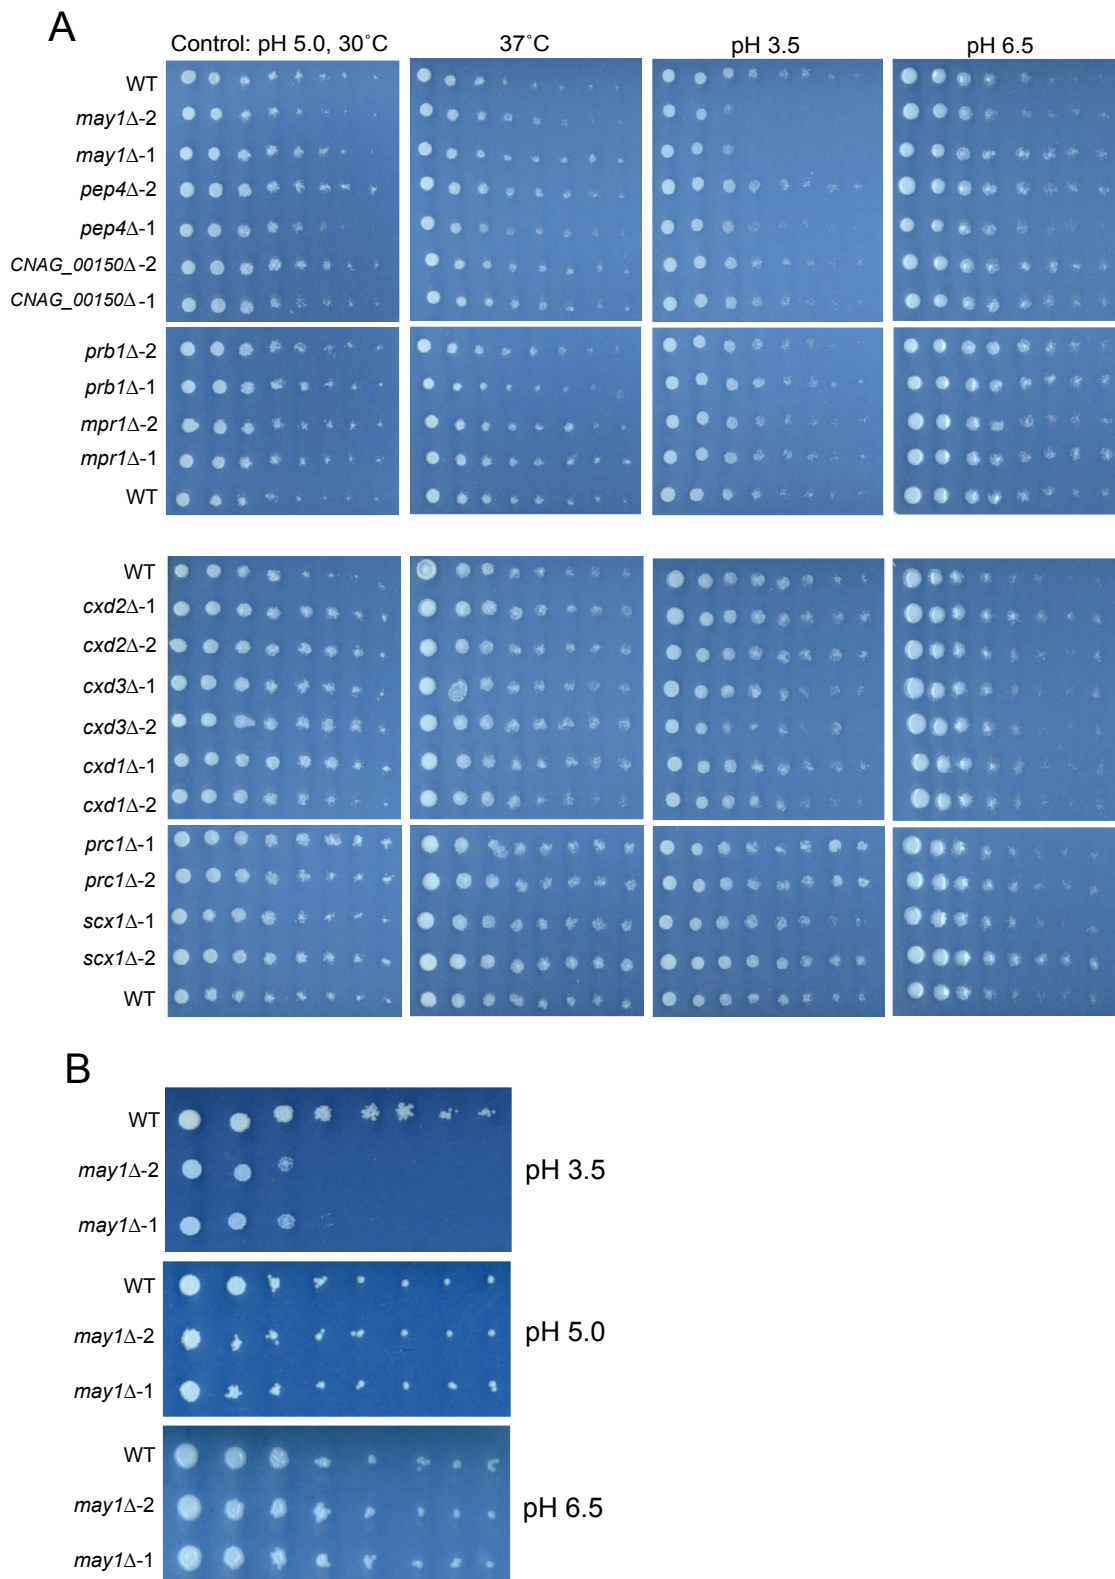 A
Control: pH 5.0, 30˚C 37˚C pH 3.5 pH 6.5
WT
may1Δ-2
may1Δ-1
pep4Δ-2
pep4Δ-1
CNAG_00150Δ-2
CNAG_00150Δ-1
prb1Δ-2
prb1Δ-1
mpr1Δ-2
mpr1Δ-1
WT
WT
cxd2Δ-1
cxd2Δ-2
cxd3Δ-1
cxd3Δ-2
cxd1Δ-1
cxd1Δ-2
prc1Δ-1
prc1Δ-2
scx1Δ-1
scx1Δ-2
WT
B
WT
may1Δ-2 pH 3.5
may1Δ-1
WT
may1Δ-2 pH 5.0
may1Δ-1
WT
may1Δ-2 pH 6.5
may1Δ-1